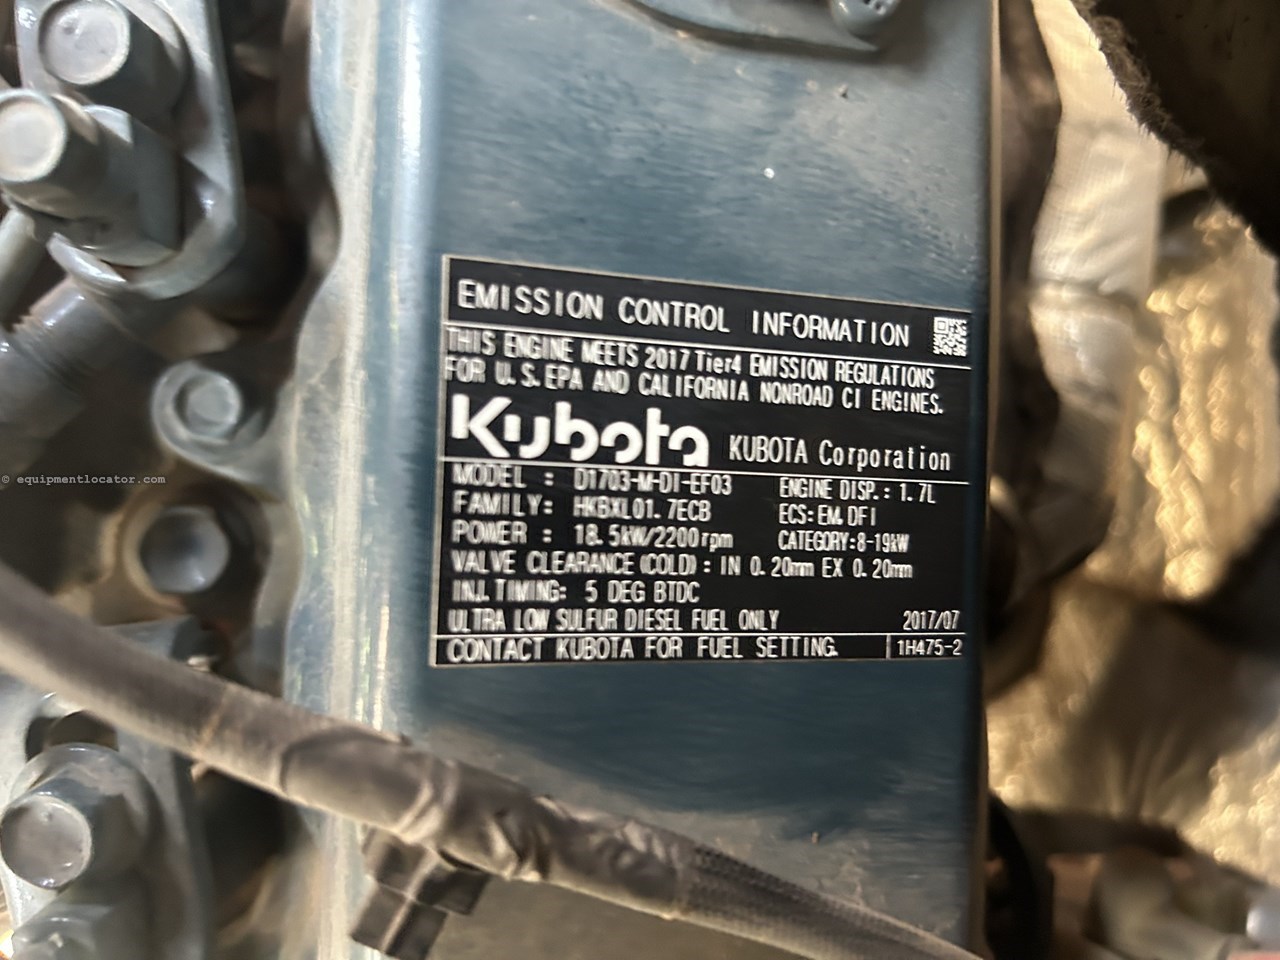 EMISSION CONTROL INFORMATION
THIS ENGINE MEETS 2017 Tier4 EMISSION REGULATIONS
FOR U.S.EPA AND CALIFORNIA NONROAD CI ENGINES.
Kubota KUBOTA Corporation
MODEL : D1703-M-DI-EF03 ENGINE DISP.: 1.7L
FAMILY: HKBXL01.7ECB ECS: EM, DFI
POWER : 18.5kW/2200rpm CATEGORY:8-19kW
VALVE CLEARANCE (COLD) : IN 0.20mm EX 0.20mm
INJ.TIMING: 5 DEG BTDC
ULTRA LOW SULFUR DIESEL FUEL ONLY 2017/07
CONTACT KUBOTA FOR FUEL SETTING. 1H475-2
© equipmentlocator.com